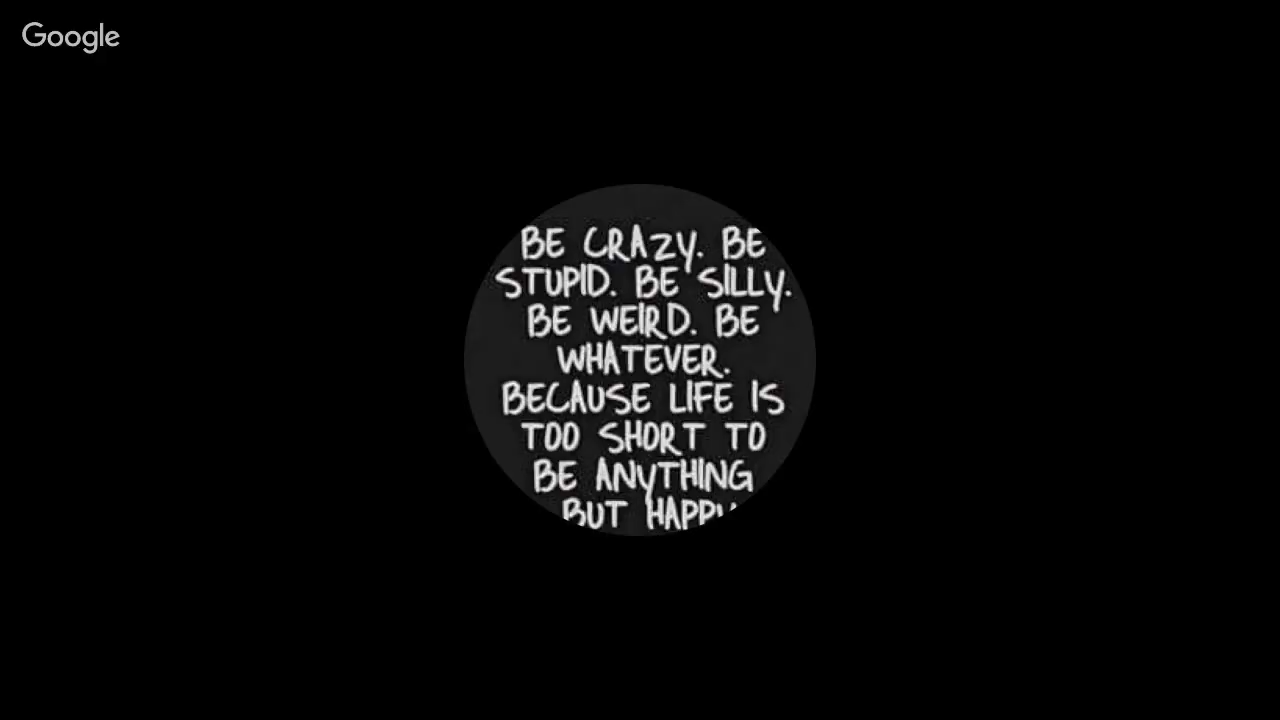 Google
BE CRAZY. BE
STUPID. BE SILLY.
BE WEIRD. BE
WHATEVER.
BECAUSE LIFE IS
TOO SHORT TO
BE ANYTHING
BUT HAPPY